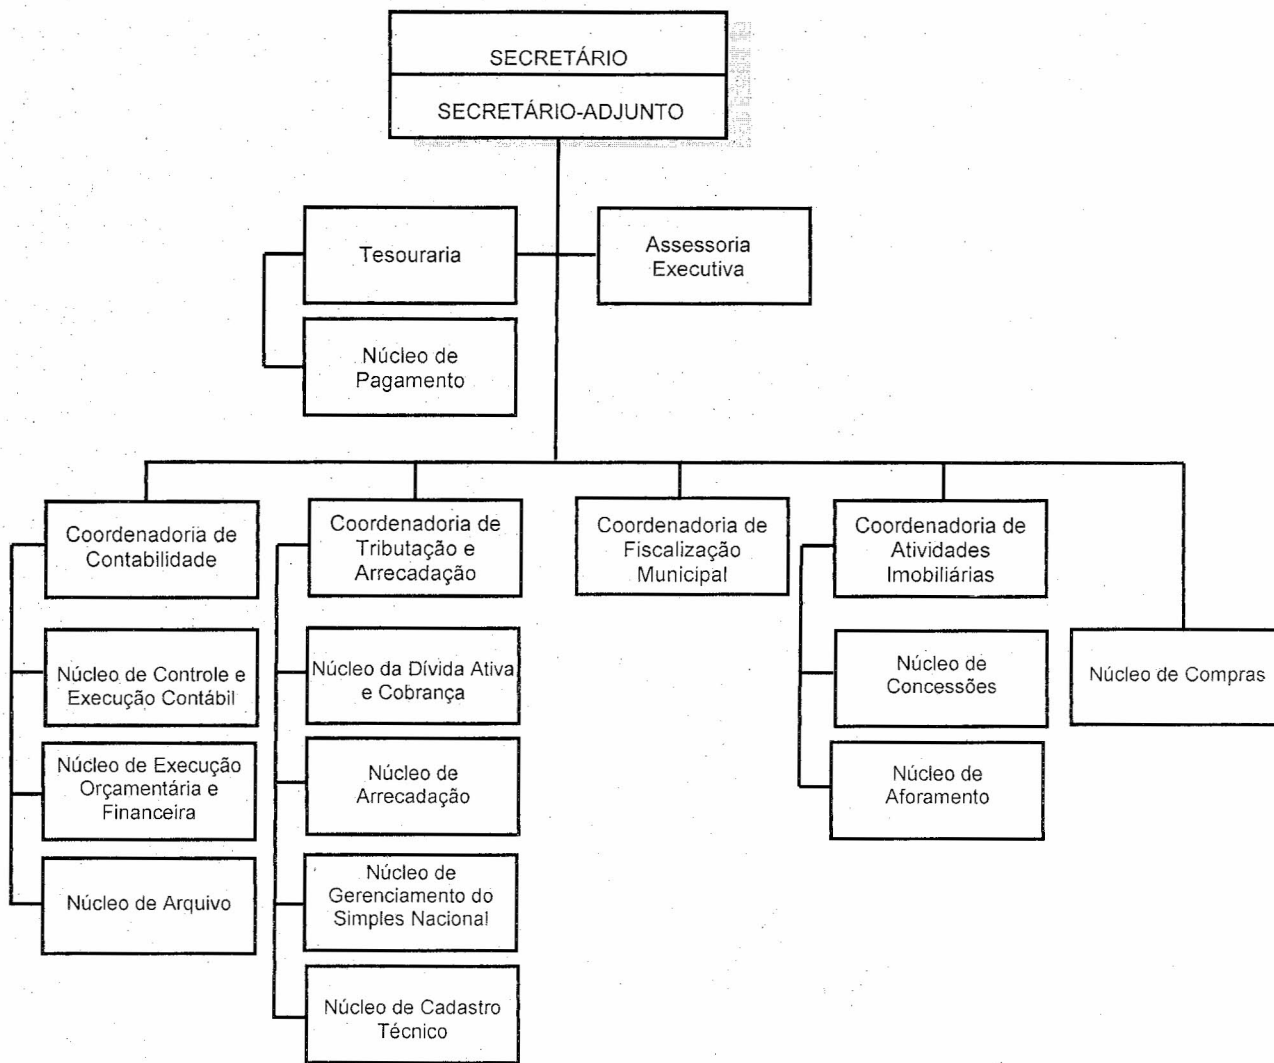 SECRETÁRIO
SECRETÁRIO-ADJUNTO
Tesouraria
Assessoria
Executiva
Núcleo de
Pagamento
Coordenadoria de
Contabilidade
Núcleo de Controle e
Execução Contábil
Núcleo de Execução
Orçamentária e
Financeira
Núcleo de Arquivo
Coordenadoria de
Tributação e
Arrecadação
Núcleo da Dívida Ativa
e Cobrança
Núcleo de
Arrecadação
Núcleo de
Gerenciamento do
Simples Nacional
Núcleo de Cadastro
Técnico
Coordenadoria de
Fiscalização
Municipal
Coordenadoria de
Atividades
Imobiliárias
Núcleo de
Concessões
Núcleo de
Aforamento
Núcleo de Compras